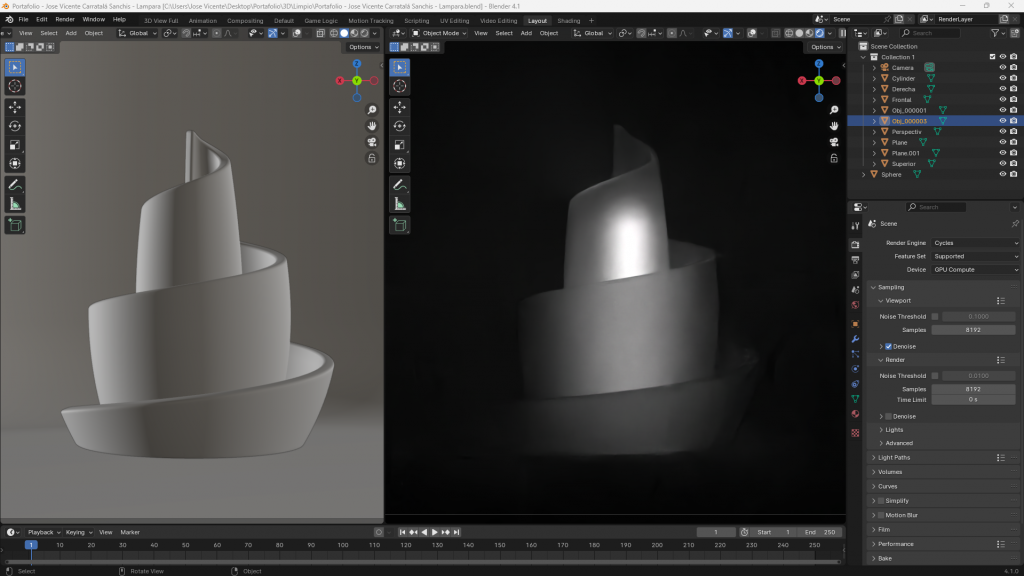 Portafolio - Jose Vicente Carratalá Sanchis - Lampara [C:\Users\Jose Vicente\Desktop\Portafolio\3D\Limpio\Portafolio - Jose Vicente Carratalá Sanchis - Lampara.blend] - Blender 4.1
File Edit Render Window Help 3D View Full Animation Compositing Default Game Logic Motion Tracking Scripting UV Editing Video Editing Layout Shading + Scene RenderLayer
View Select Add Object Global Object Mode View Select Add Object Global Search
Options Options Scene Collection
Collection 1
Camera
Cylinder
Derecha
Frontal
Obj_000001
Obj_000003
Perspectiv
Plane
Plane.001
Superior
Sphere
Z X Y
Z X Y
Search
Scene
Render Engine Cycles
Feature Set Supported
Device GPU Compute
Sampling
Viewport
Noise Threshold 0.1000
Samples 8192
Denoise
Render
Noise Threshold 0.0100
Samples 8192
Time Limit 0 s
Denoise
Lights
Advanced
Light Paths
Volumes
Curves
Simplify
Motion Blur
Film
Performance
Bake
Playback Keying View Marker 1 Start 1 End 250
1 10 20 30 40 50 60 70 80 90 100 110 120 130 140 150 160 170 180 190 200 210 220 230 240 250
Select Rotate View Object 4.1.0